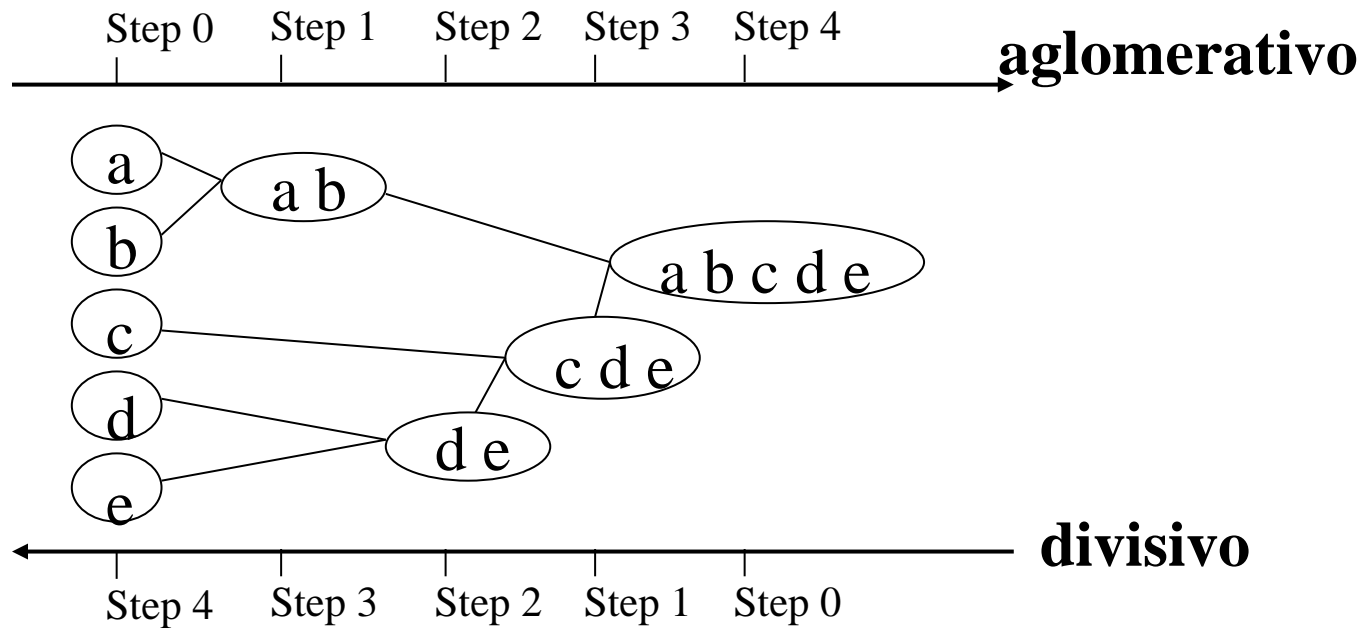 Step 0 Step 1 Step 2 Step 3 Step 4
aglomerativo
a
a b
b
a b c d e
c
c d e
d
d e
e
divisivo
Step 4 Step 3 Step 2 Step 1 Step 0